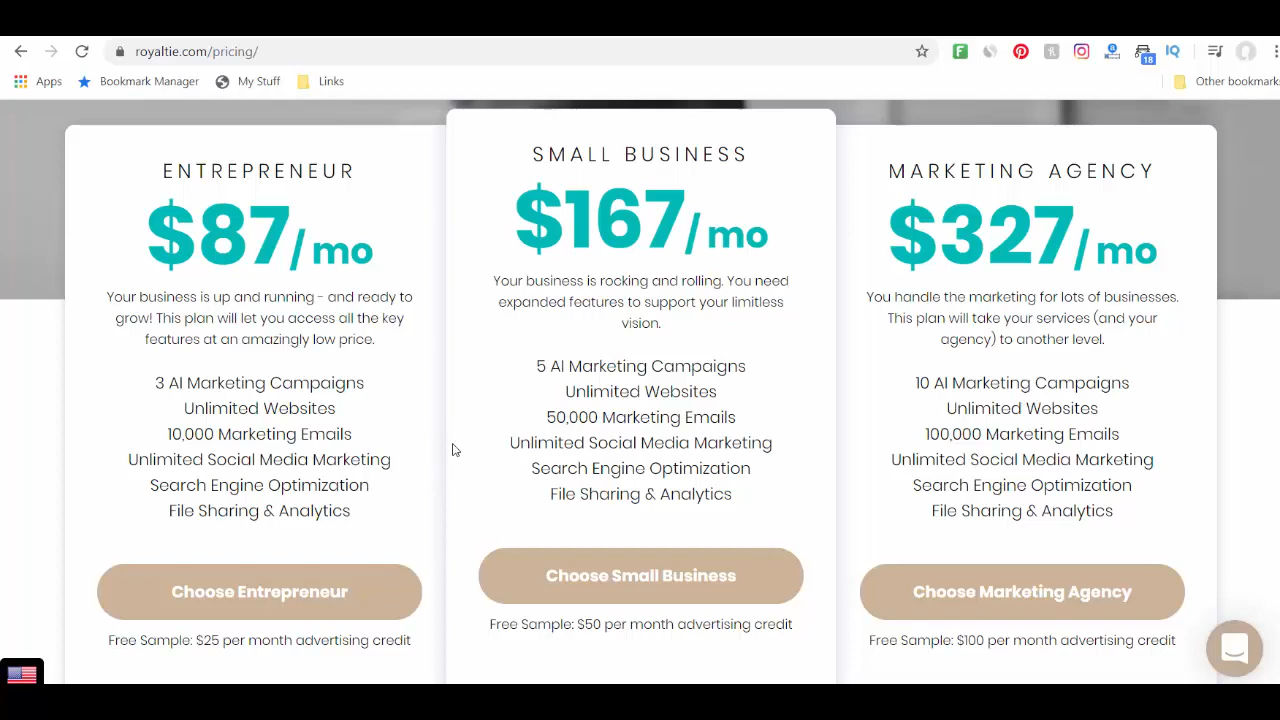 royaltie.com/pricing/
18
Apps
Bookmark Manager
My Stuff
Links
Other bookmark
ENTREPRENEUR
$87/mo
Your business is up and running - and ready to
grow! This plan will let you access all the key
features at an amazingly low price.
3 AI Marketing Campaigns
Unlimited Websites
10,000 Marketing Emails
Unlimited Social Media Marketing
Search Engine Optimization
File Sharing & Analytics
Choose Entrepreneur
Free Sample: $25 per month advertising credit
SMALL BUSINESS
$167/mo
Your business is rocking and rolling. You need
expanded features to support your limitless
vision.
5 AI Marketing Campaigns
Unlimited Websites
50,000 Marketing Emails
Unlimited Social Media Marketing
Search Engine Optimization
File Sharing & Analytics
Choose Small Business
Free Sample: $50 per month advertising credit
MARKETING AGENCY
$327/mo
You handle the marketing for lots of businesses.
This plan will take your services (and your
agency) to another level.
10 AI Marketing Campaigns
Unlimited Websites
100,000 Marketing Emails
Unlimited Social Media Marketing
Search Engine Optimization
File Sharing & Analytics
Choose Marketing Agency
Free Sample: $100 per month advertising credit